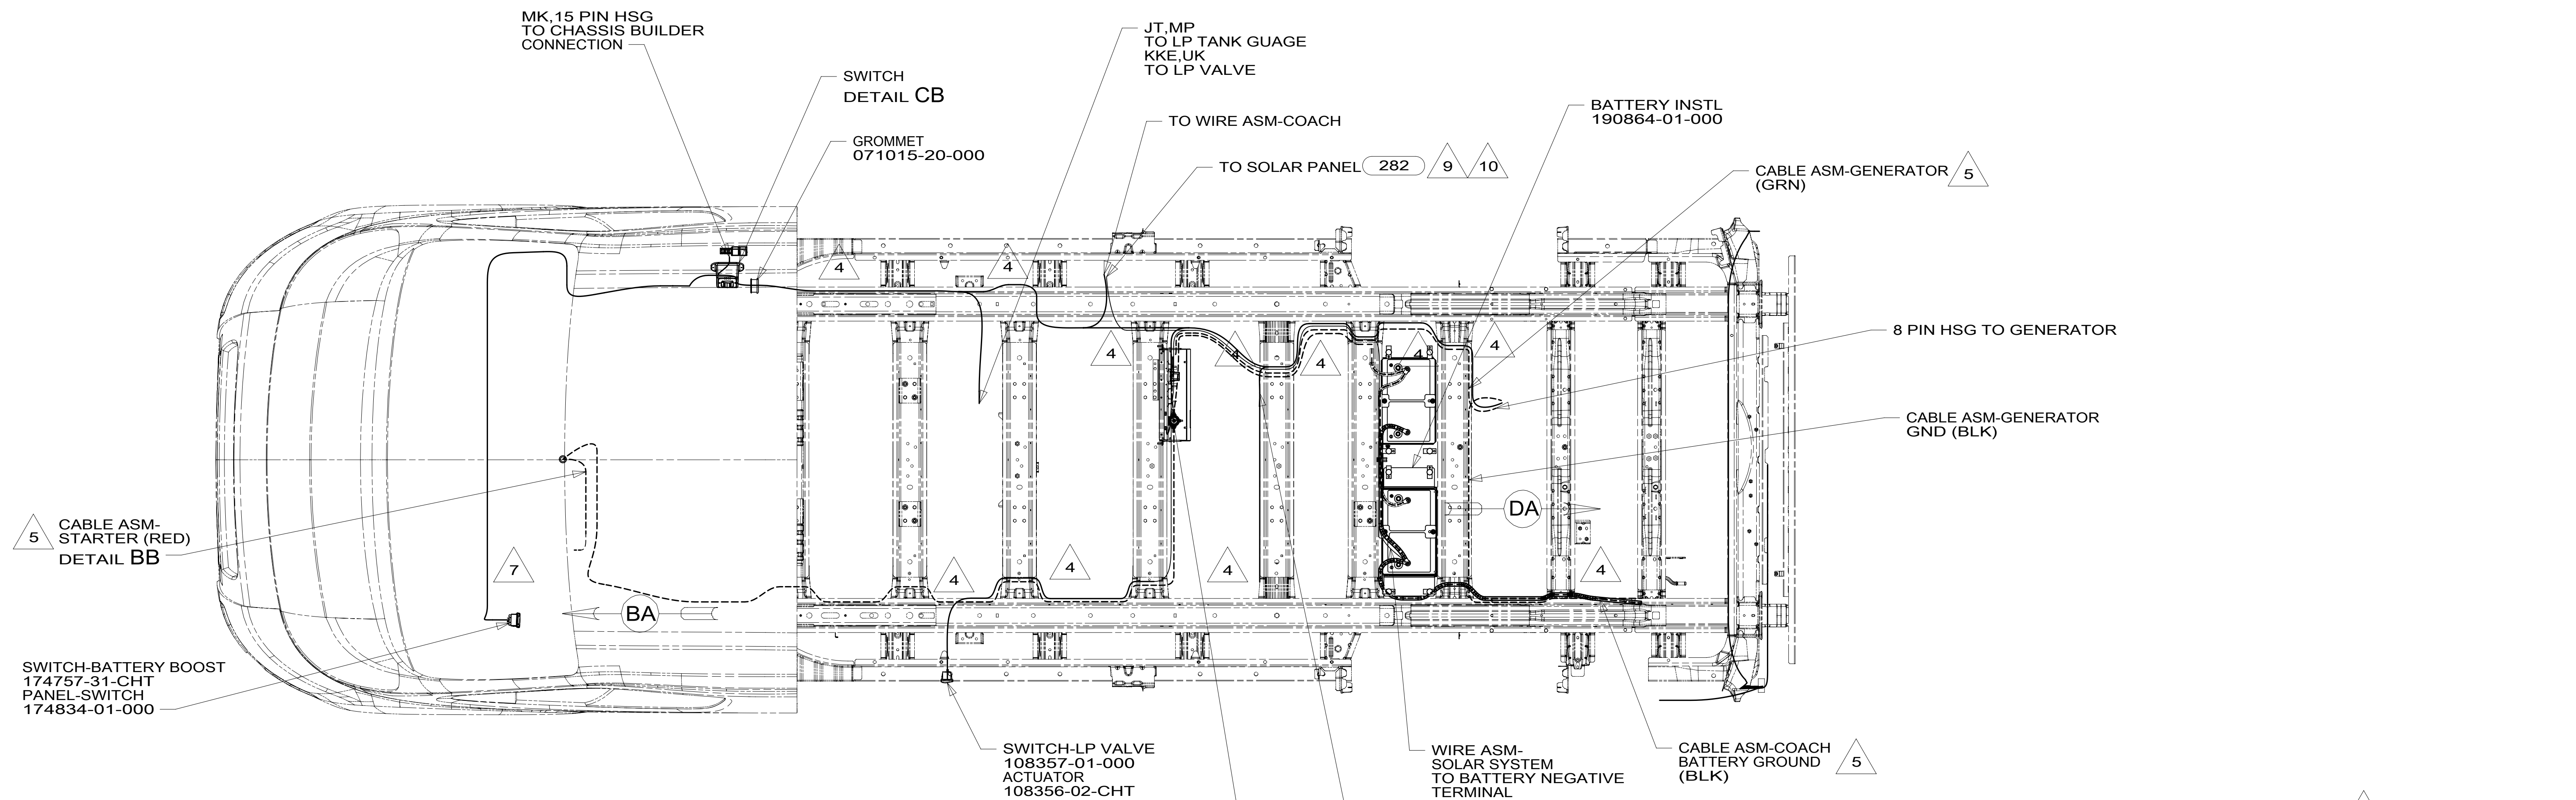 MK,15 PIN HSG
TO CHASSIS BUILDER
CONNECTION
JT,MP
TO LP TANK GUAGE
KKE,UK
TO LP VALVE
SWITCH
DETAIL CB
BATTERY INSTL
190864-01-000
TO WIRE ASM-COACH
GROMMET
071015-20-000
TO SOLAR PANEL 282 9 10
CABLE ASM-GENERATOR 5
(GRN)
4
4
8 PIN HSG TO GENERATOR
4
4
4
4
4
CABLE ASM-GENERATOR
GND (BLK)
DA
5 CABLE ASM-
STARTER (RED)
DETAIL BB
7
4
4
4
4
BA
SWITCH-BATTERY BOOST
174757-31-CHT
PANEL-SWITCH
174834-01-000
SWITCH-LP VALVE
108357-01-000
ACTUATOR
108356-02-CHT
WIRE ASM-
SOLAR SYSTEM
TO BATTERY NEGATIVE
TERMINAL
CABLE ASM-COACH
BATTERY GROUND 5
(BLK)